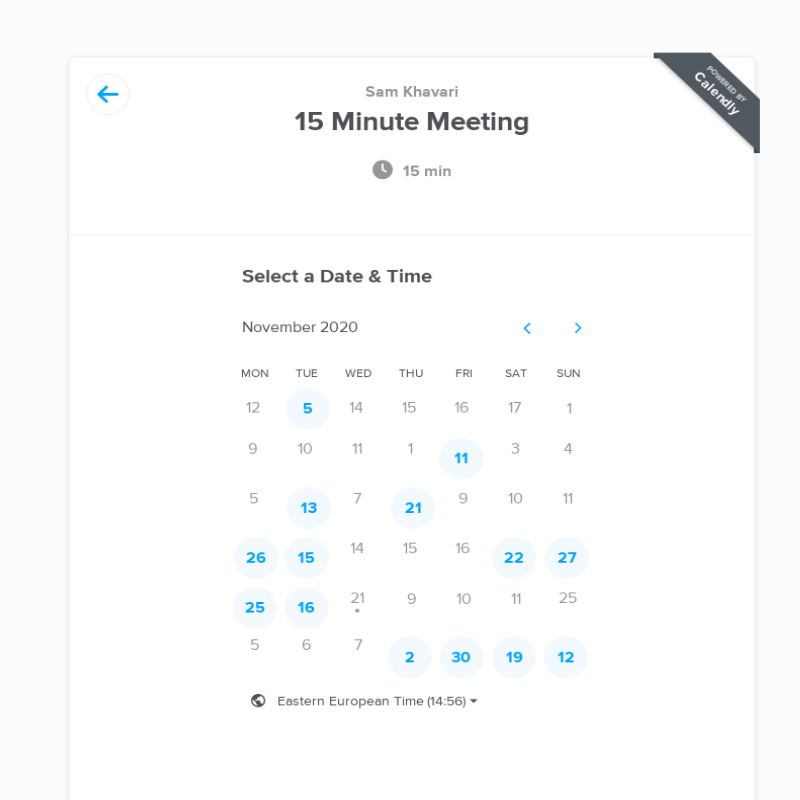 POWERED BY
Calendly
Sam Khavari
15 Minute Meeting
15 min
Select a Date & Time
November 2020
MON TUE WED THU FRI SAT SUN
12 5 14 15 16 17 1
9 10 11 1 11 3 4
5 13 7 21 9 10 11
26 15 14 15 16 22 27
25 16 21 9 10 11 25
5 6 7 2 30 19 12
Eastern European Time (14:56)